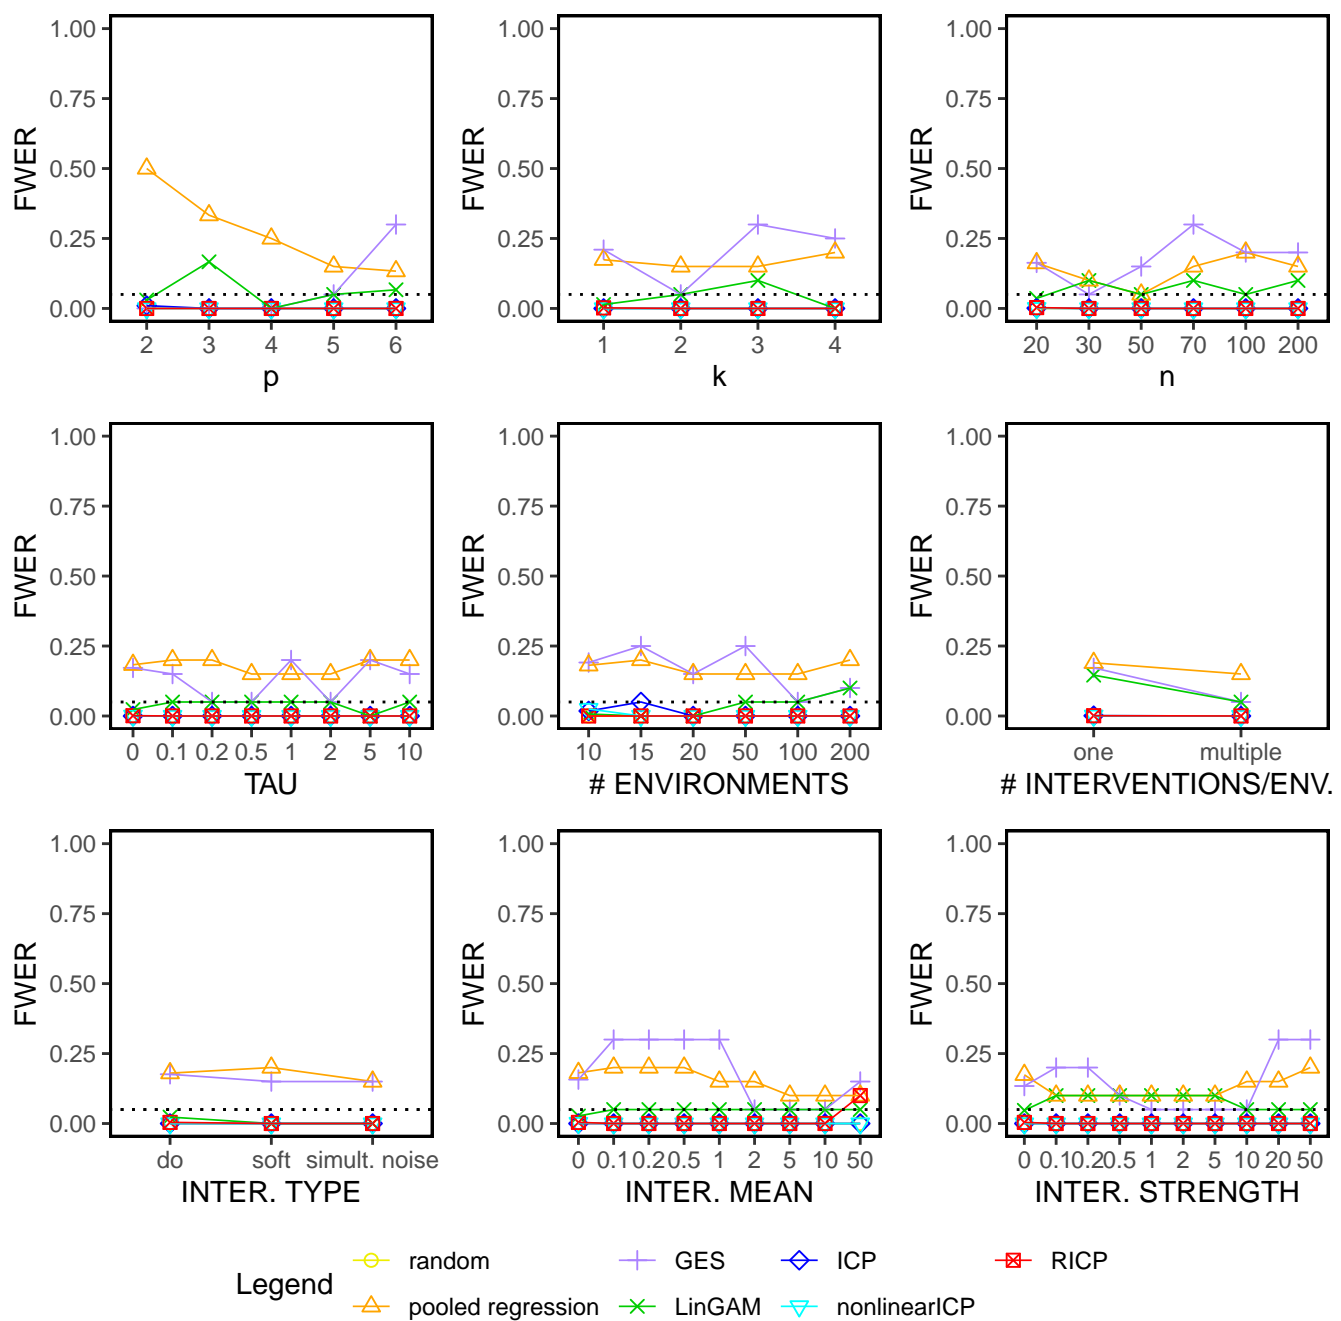 1.00
0.75
0.50
0.25
0.00
FWER
2 3 4 5 6
p
1.00
0.75
0.50
0.25
0.00
FWER
1 2 3 4
k
1.00
0.75
0.50
0.25
0.00
FWER
20 30 50 70 100 200
n
1.00
0.75
0.50
0.25
0.00
FWER
0 0.1 0.2 0.5 1 2 5 10
TAU
1.00
0.75
0.50
0.25
0.00
FWER
10 15 20 50 100 200
# ENVIRONMENTS
1.00
0.75
0.50
0.25
0.00
FWER
one multiple
# INTERVENTIONS/ENV.
1.00
0.75
0.50
0.25
0.00
FWER
do soft simult. noise
INTER. TYPE
1.00
0.75
0.50
0.25
0.00
FWER
0 0.1 0.2 0.5 1 2 5 10 50
INTER. MEAN
1.00
0.75
0.50
0.25
0.00
FWER
0 0.1 0.2 0.5 1 2 5 10 20 50
INTER. STRENGTH
Legend
random GES ICP RICP
pooled regression LinGAM nonlinearICP